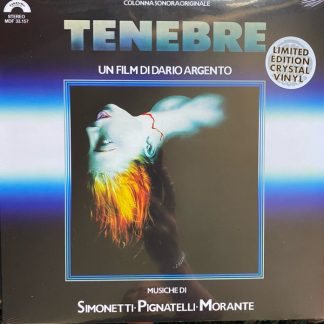 COLONNA SONORA ORIGINALE
STEREO
MDF 33.157
TENEBRE
UN FILM DI DARIO ARGENTO
LIMITED
EDITION
CRYSTAL
VINYL
MUSICHE DI
SIMONETTI·PIGNATELLI·MORANTE